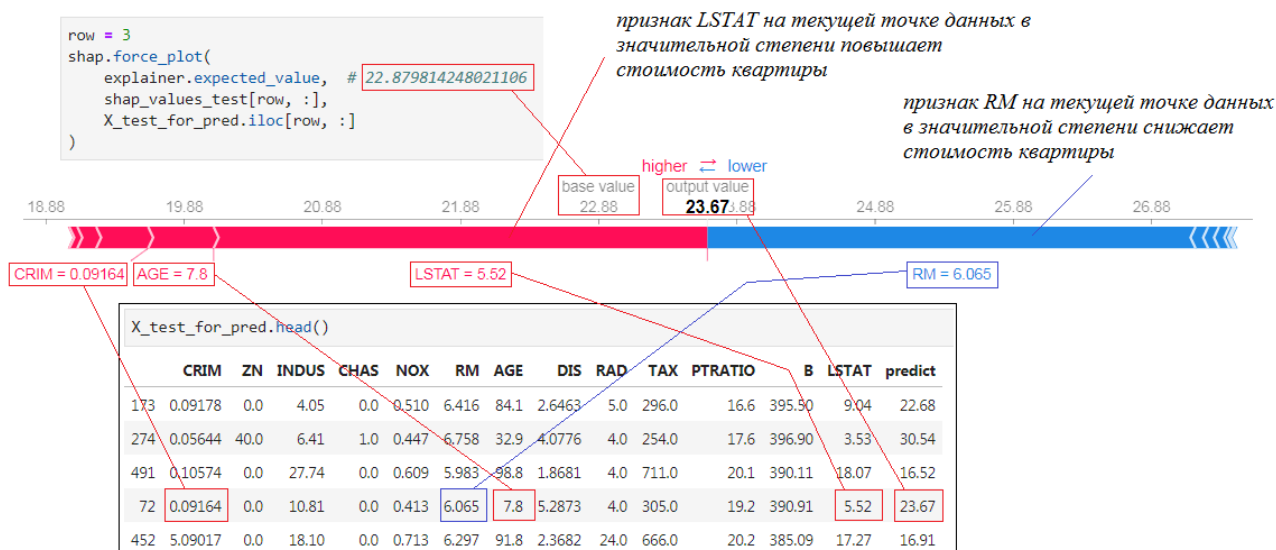 row = 3
shap.force_plot(
explainer.expected_value, # 22.879814248021106
shap_values_test[row, :],
X_test_for_pred.iloc[row, :]
)
признак LSTAT на текущей точке данных в
значительной степени повышает
стоимость квартиры
признак RM на текущей точке данных
в значительной степени снижает
стоимость квартиры
higher ⇄ lower
base value output value
18.88 19.88 20.88 21.88 22.88 23.67 3.88 24.88 25.88 26.88
CRIM = 0.09164 AGE = 7.8 LSTAT = 5.52 RM = 6.065
X_test_for_pred.head()
CRIM ZN INDUS CHAS NOX RM AGE DIS RAD TAX PTRATIO B LSTAT predict
173 0.09178 0.0 4.05 0.0 0.510 6.416 84.1 2.6463 5.0 296.0 16.6 395.50 9.04 22.68
274 0.05644 40.0 6.41 1.0 0.447 6.758 32.9 4.0776 4.0 254.0 17.6 396.90 3.53 30.54
491 0.10574 0.0 27.74 0.0 0.609 5.983 98.8 1.8681 4.0 711.0 20.1 390.11 18.07 16.52
72 0.09164 0.0 10.81 0.0 0.413 6.065 7.8 5.2873 4.0 305.0 19.2 390.91 5.52 23.67
452 5.09017 0.0 18.10 0.0 0.713 6.297 91.8 2.3682 24.0 666.0 20.2 385.09 17.27 16.91